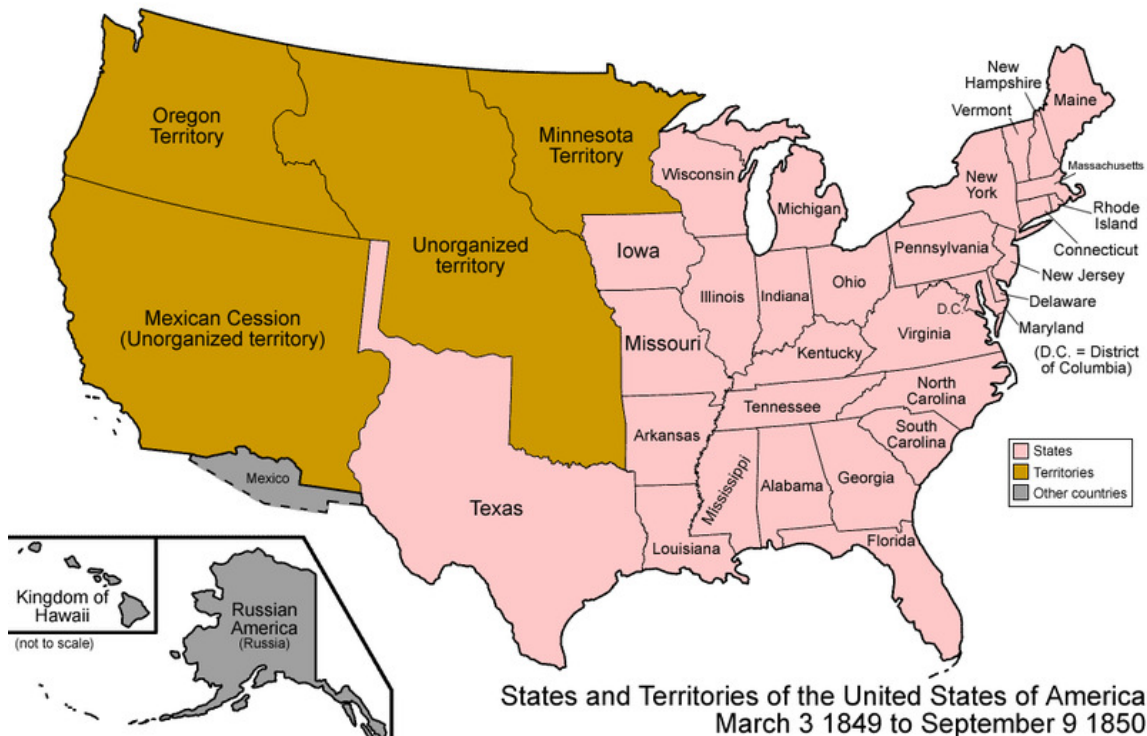 Oregon
Territory
Minnesota
Territory
Unorganized
territory
Mexican Cession
(Unorganized territory)
Wisconsin
Iowa
Michigan
New
Hampshire
Vermont
Maine
Massachusetts
New
York
Rhode
Island
Connecticut
Pennsylvania
New Jersey
Delaware
Maryland
(D.C. = District
of Columbia)
D.C.
Illinois
Indiana
Ohio
Virginia
Missouri
Kentucky
North
Carolina
Tennessee
South
Carolina
Arkansas
Mississippi
Alabama
Georgia
Texas
Louisiana
Florida
Mexico
States
Territories
Other countries
Kingdom of
Hawaii
(not to scale)
Russian
America
(Russia)
States and Territories of the United States of America
March 3 1849 to September 9 1850